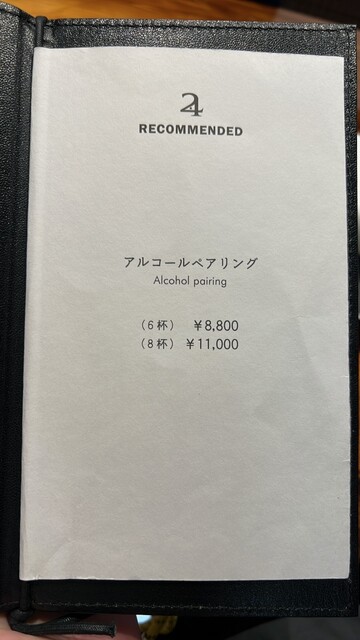 24
RECOMMENDED
アルコールペアリング
Alcohol pairing
（6杯） ￥8,800
（8杯） ￥11,000